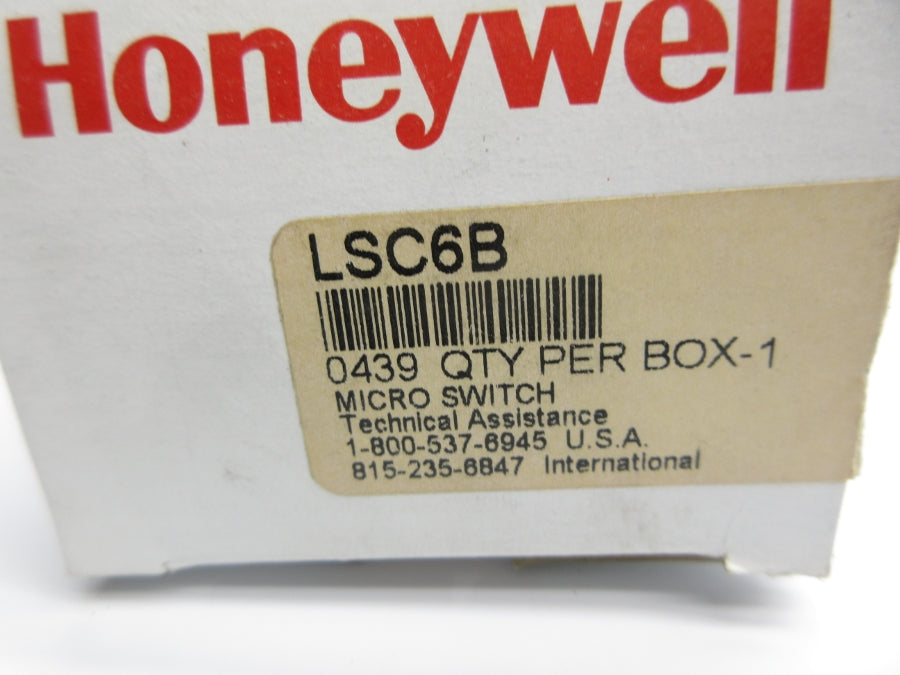 Honeywell
LSC6B
0439 QTY PER BOX-1
MICRO SWITCH
Technical Assistance
1-800-537-6945 U.S.A.
815-235-6847 International